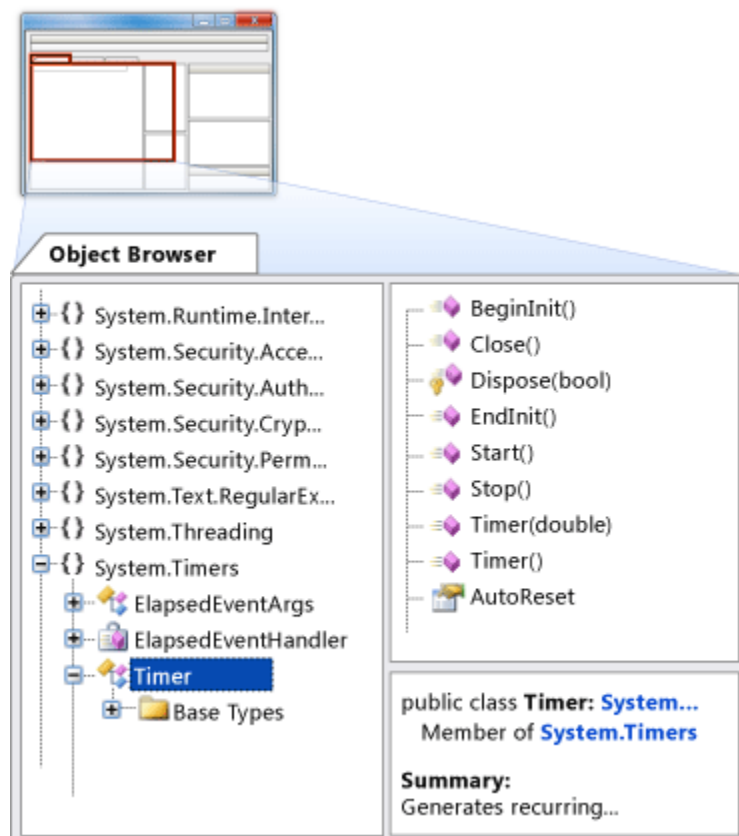 Object Browser
{} System.Runtime.Inter...
{} System.Security.Acce...
{} System.Security.Auth...
{} System.Security.Cryp...
{} System.Security.Perm...
{} System.Text.RegularEx...
{} System.Threading
{} System.Timers
ElapsedEventArgs
ElapsedEventHandler
Timer
Base Types
BeginInit()
Close()
Dispose(bool)
EndInit()
Start()
Stop()
Timer(double)
Timer()
AutoReset
public class Timer: System...
Member of System.Timers
Summary:
Generates recurring...